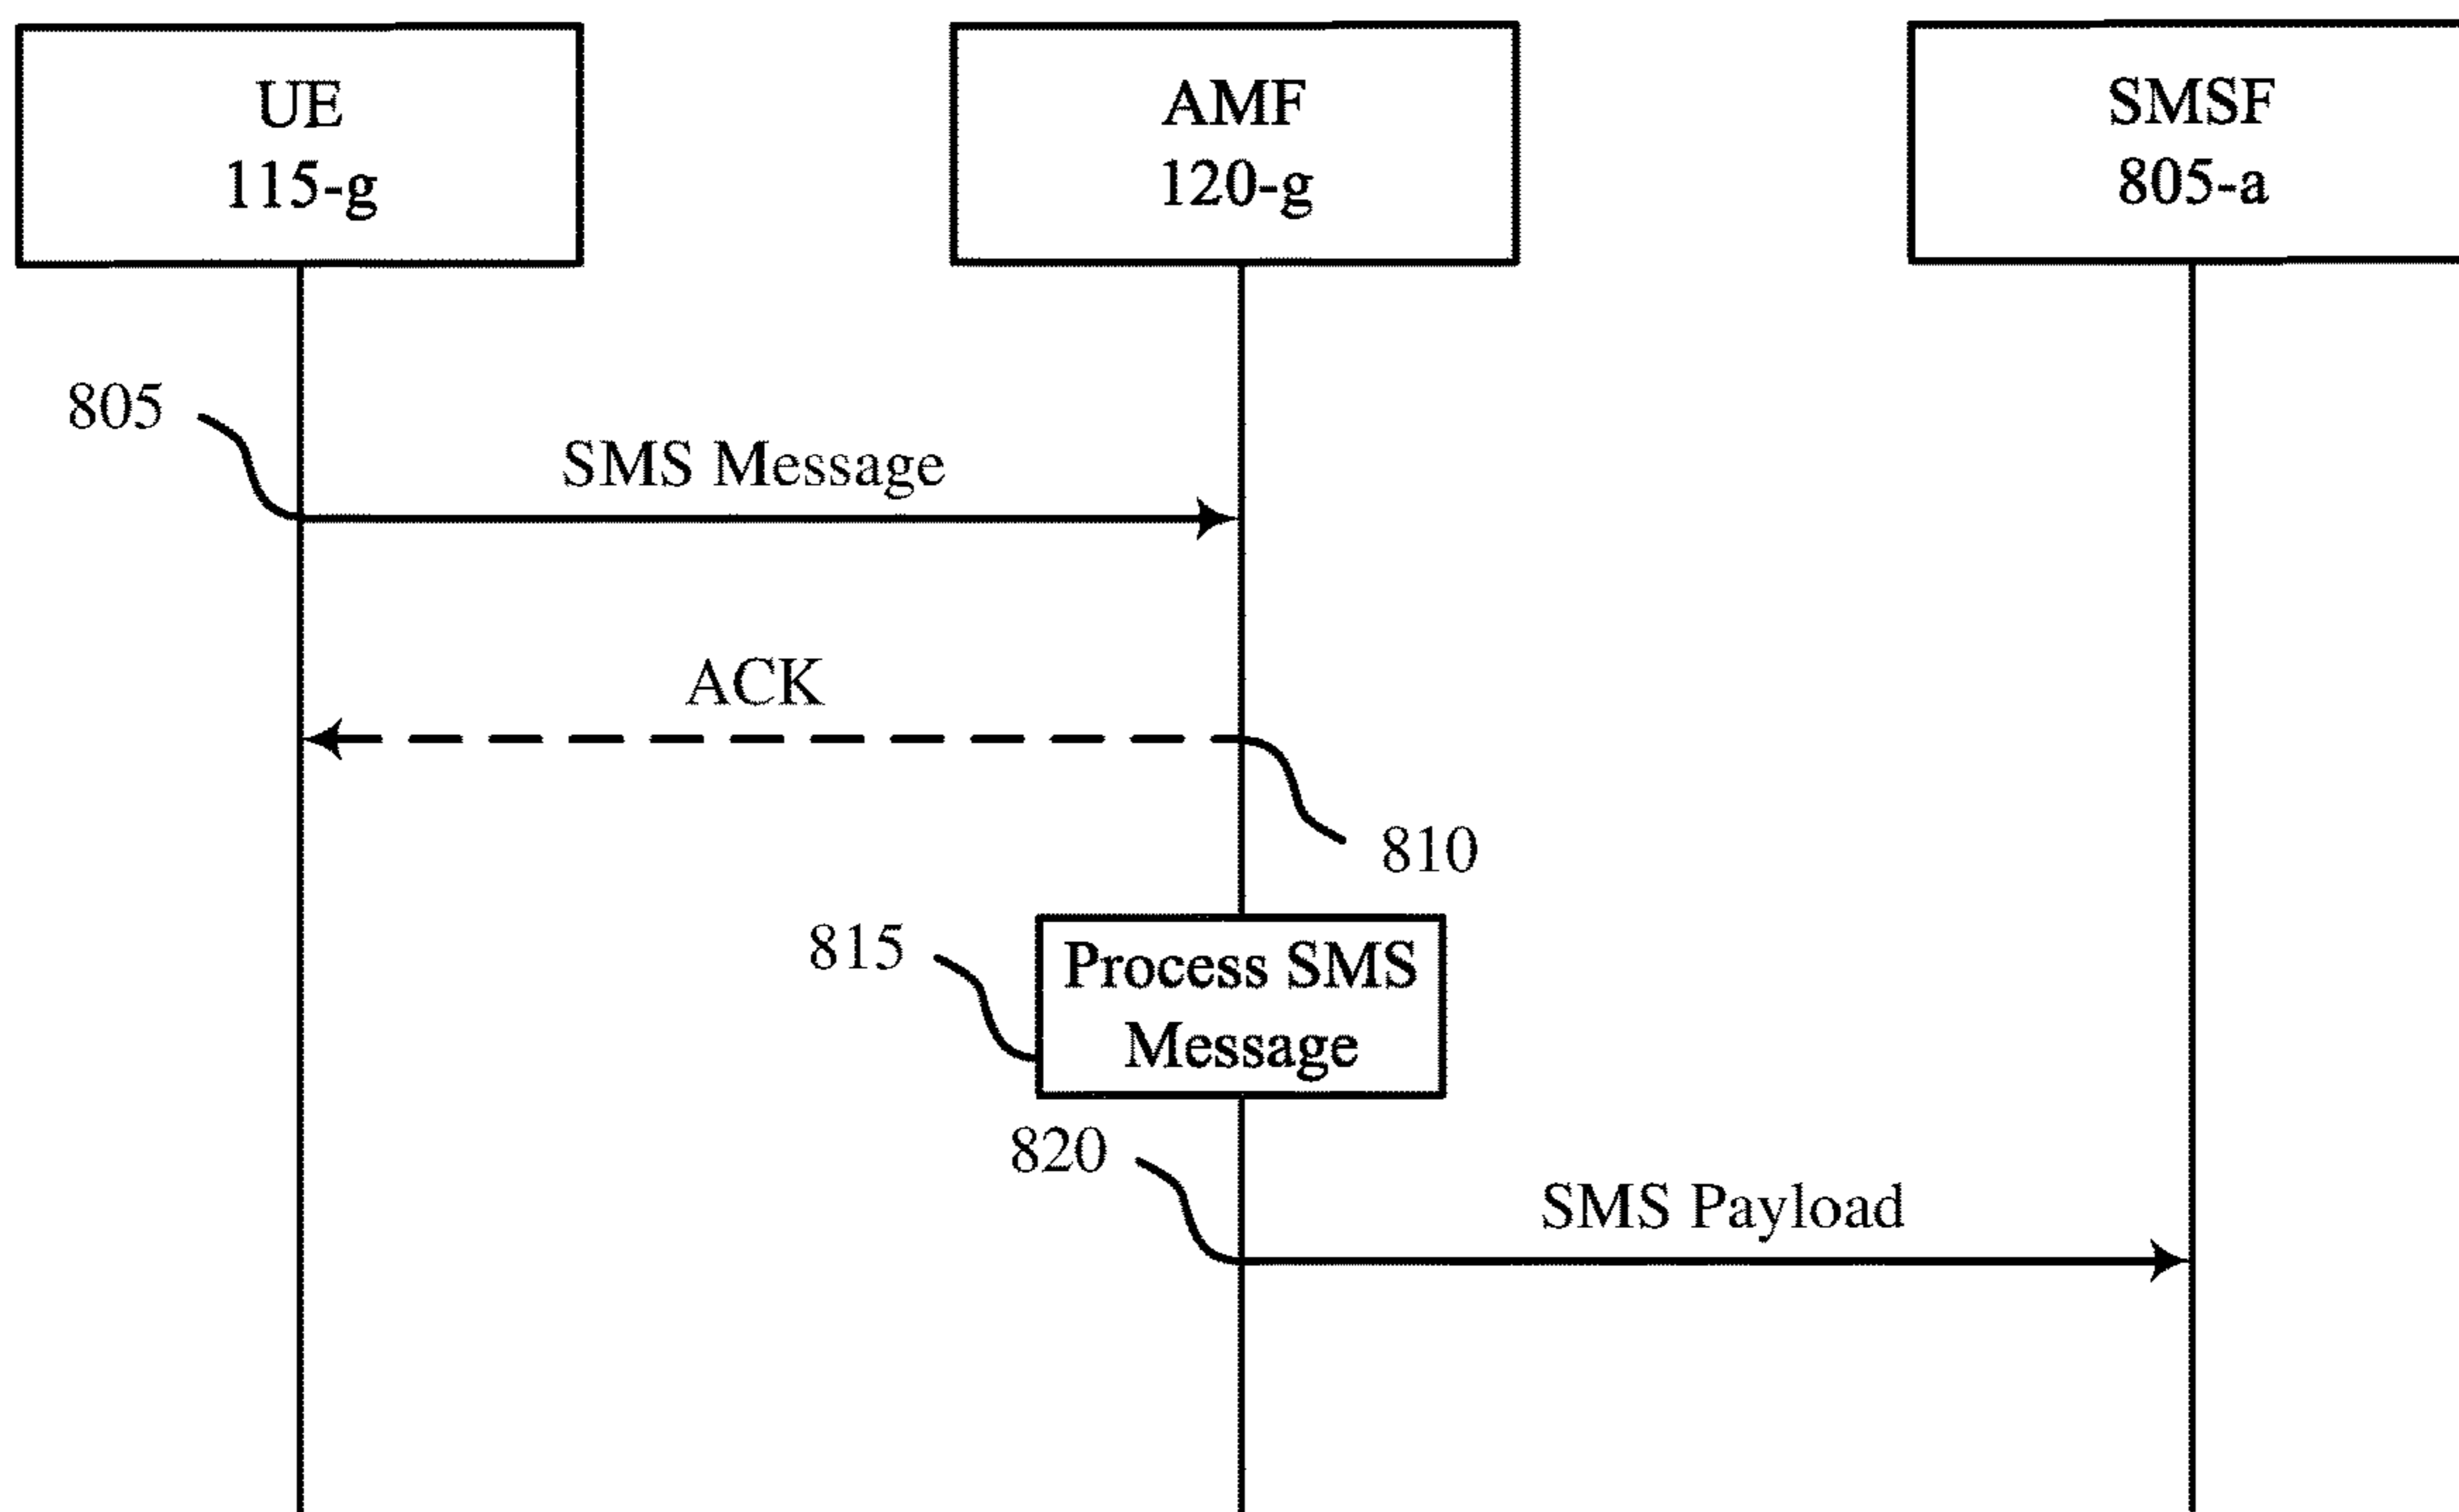 UE
115-g
AMF
120-g
SMSF
805-a
805
SMS Message
ACK
810
815
Process SMS
Message
820
SMS Payload